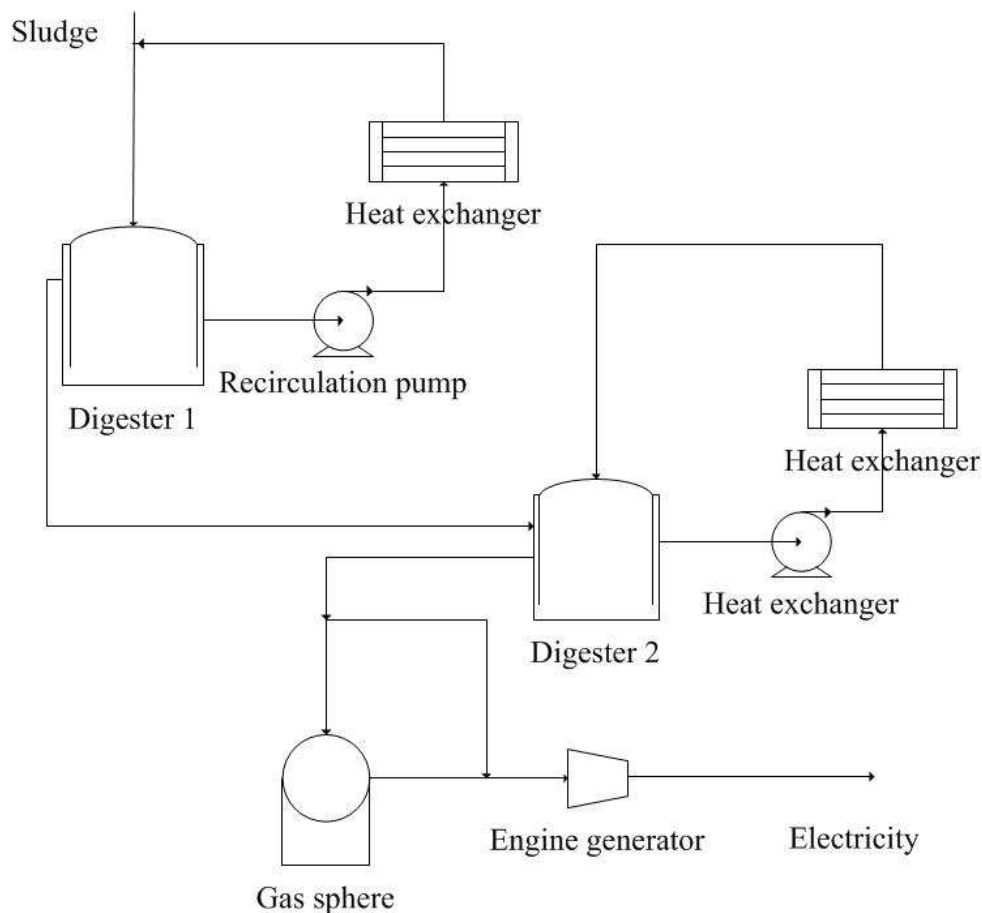 Sludge
Heat exchanger
Recirculation pump
Digester 1
Heat exchanger
Heat exchanger
Digester 2
Engine generator
Electricity
Gas sphere